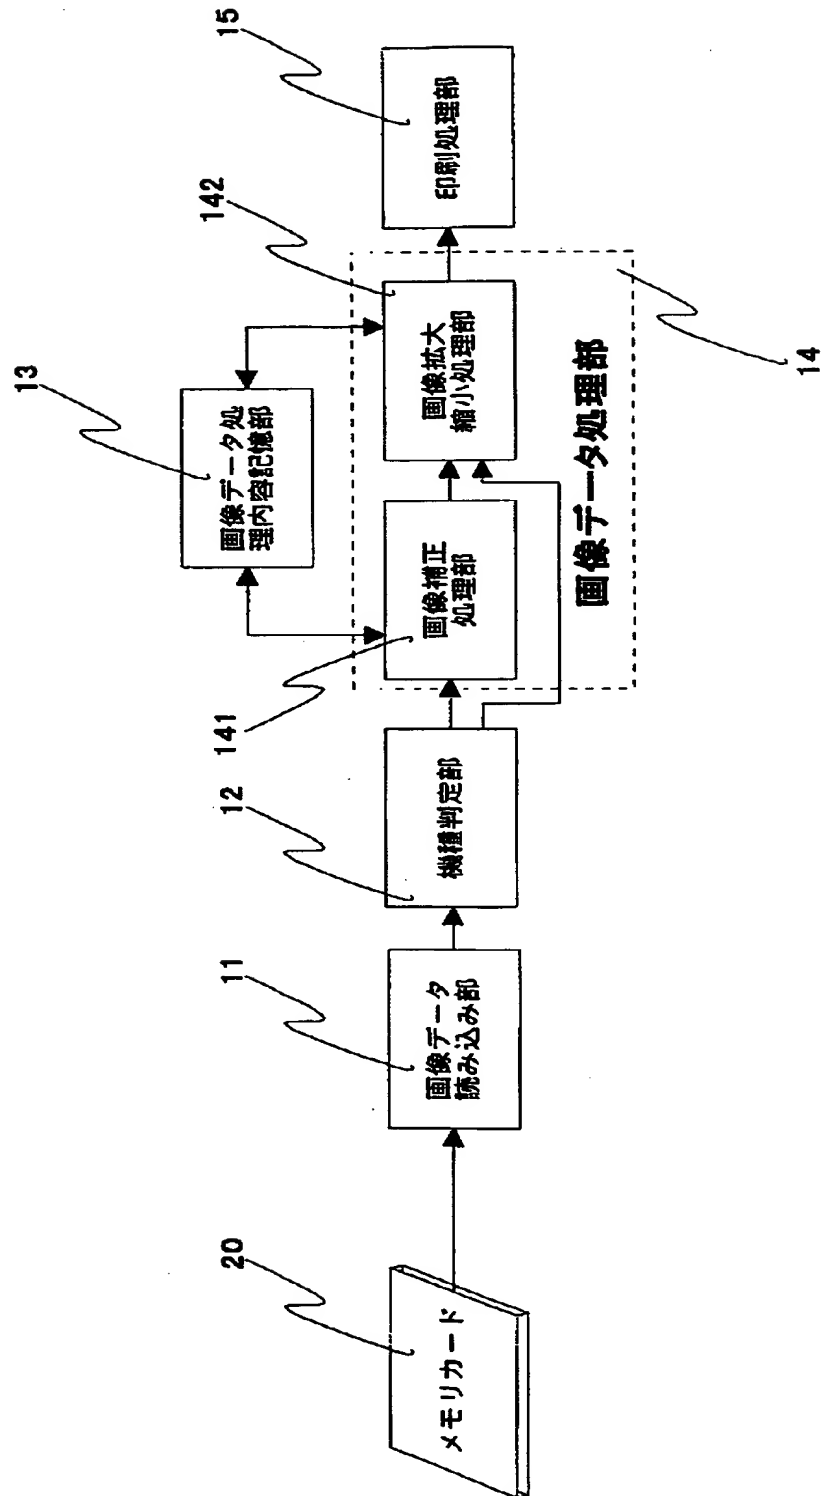 13
画像データ処
理内容記憶部
20
11
12
141
142
15
メモリカード
画像データ
読み込み部
機種判定部
画像補正
処理部
画像拡大
縮小処理部
印刷処理部
画像データ処理部
14